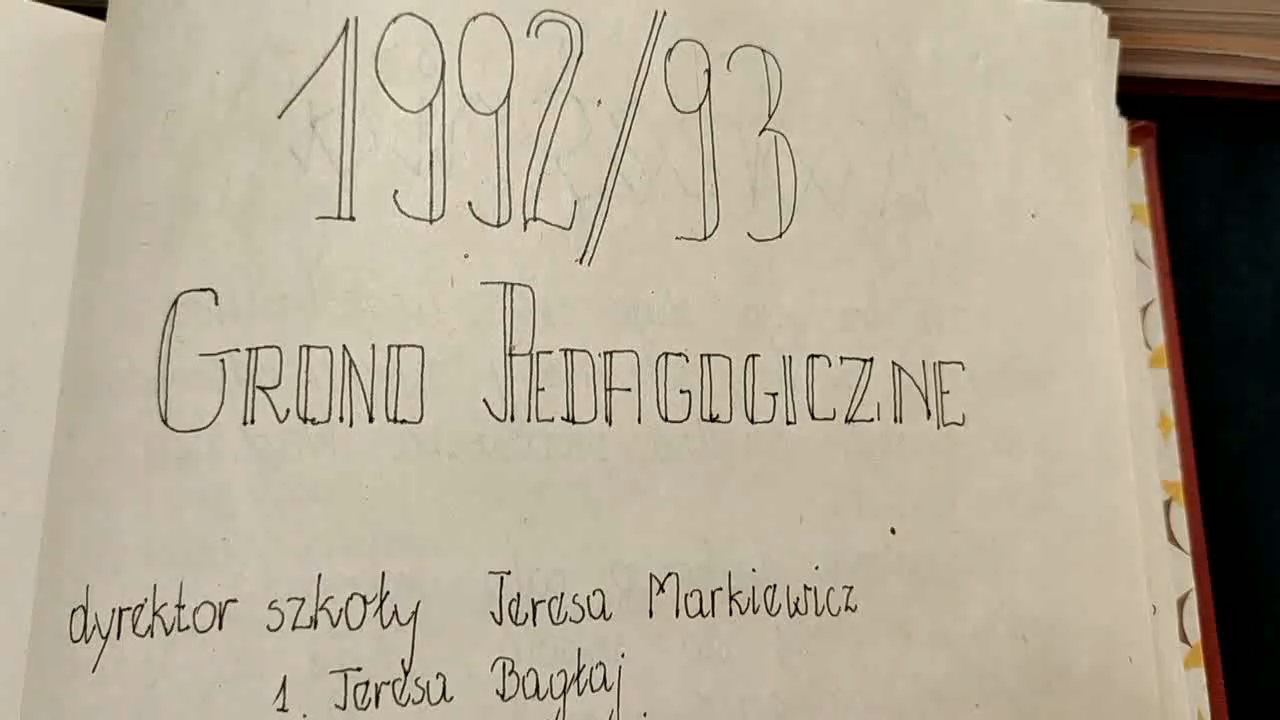 1992/93
GRONO PEDAGOGICZNE
dyrektor szkoły Teresa Markiewicz
1. Teresa Bagłaj